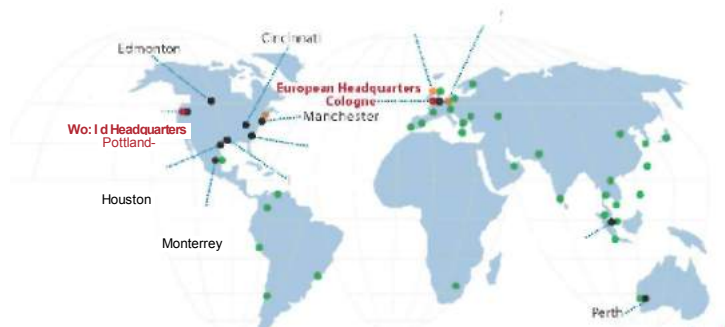 Cincinnati
Edmonton
European Headquarters
Cologne
Manchester
Wo: l d Headquarters
Pottland-
Houston
Monterrey
Perth